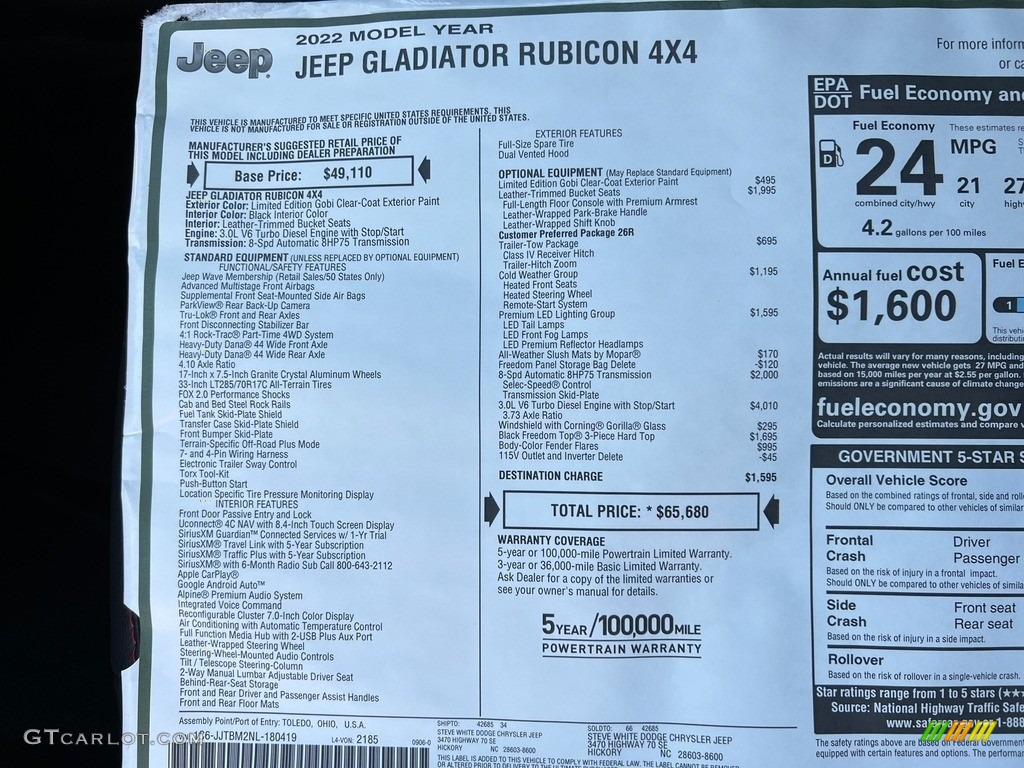 Jeep
2022 MODEL YEAR
JEEP GLADIATOR RUBICON 4X4
THIS VEHICLE IS MANUFACTURED TO MEET SPECIFIC UNITED STATES REQUIREMENTS. THIS
VEHICLE IS NOT MANUFACTURED FOR SALE OR REGISTRATION OUTSIDE OF THE UNITED STATES.
MANUFACTURER'S SUGGESTED RETAIL PRICE OF
THIS MODEL INCLUDING DEALER PREPARATION
Base Price: $49,110
JEEP GLADIATOR RUBICON 4X4
Exterior Color: Limited Edition Gobi Clear-Coat Exterior Paint
Interior Color: Black Interior Color
Interior: Leather-Trimmed Bucket Seats
Engine: 3.0L V6 Turbo Diesel Engine with Stop/Start
Transmission: 8-Spd Automatic 8HP75 Transmission
STANDARD EQUIPMENT (UNLESS REPLACED BY OPTIONAL EQUIPMENT)
FUNCTIONAL/SAFETY FEATURES
Jeep Wave Membership (Retail Sales/50 States Only)
Advanced Multistage Front Airbags
Supplemental Front Seat-Mounted Side Air Bags
ParkView® Rear Back-Up Camera
Tru-Lok® Front and Rear Axles
Front Disconnecting Stabilizer Bar
4:1 Rock-Trac® Part-Time 4WD System
Heavy-Duty Dana® 44 Wide Front Axle
Heavy-Duty Dana® 44 Wide Rear Axle
4.10 Axle Ratio
17-Inch x 7.5-Inch Granite Crystal Aluminum Wheels
33-Inch LT285/70R17C All-Terrain Tires
FOX 2.0 Performance Shocks
Cab and Bed Steel Rock Rails
Fuel Tank Skid-Plate Shield
Transfer Case Skid-Plate Shield
Front Bumper Skid-Plate
Terrain-Specific Off-Road Plus Mode
7- and 4-Pin Wiring Harness
Electronic Trailer Sway Control
Torx Tool-Kit
Push-Button Start
Location Specific Tire Pressure Monitoring Display
INTERIOR FEATURES
Front Door Passive Entry and Lock
Uconnect® 4C NAV with 8.4-Inch Touch Screen Display
SiriusXM Guardian™ Connected Services w/ 1-Yr Trial
SiriusXM® Travel Link with 5-Year Subscription
SiriusXM® Traffic Plus with 5-Year Subscription
SiriusXM® with 6-Month Radio Sub Call 800-643-2112
Apple CarPlay®
Google Android Auto™
Alpine® Premium Audio System
Integrated Voice Command
Reconfigurable Cluster 7.0-Inch Color Display
Air Conditioning with Automatic Temperature Control
Full Function Media Hub with 2-USB Plus Aux Port
Leather-Wrapped Steering Wheel
Steering-Wheel-Mounted Audio Controls
Tilt / Telescope Steering-Column
2-Way Manual Lumbar Adjustable Driver Seat
Behind-Rear-Seat Storage
Front and Rear Driver and Passenger Assist Handles
Front and Rear Floor Mats
EXTERIOR FEATURES
Full-Size Spare Tire
Dual Vented Hood
OPTIONAL EQUIPMENT (May Replace Standard Equipment)
Limited Edition Gobi Clear-Coat Exterior Paint $495
Leather-Trimmed Bucket Seats $1,995
Full-Length Floor Console with Premium Armrest
Leather-Wrapped Park-Brake Handle
Leather-Wrapped Shift Knob
Customer Preferred Package 26R
Trailer-Tow Package $695
Class IV Receiver Hitch
Trailer-Hitch Zoom
Cold Weather Group $1,195
Heated Front Seats
Heated Steering Wheel
Remote-Start System
Premium LED Lighting Group $1,595
LED Tail Lamps
LED Front Fog Lamps
LED Premium Reflector Headlamps
All-Weather Slush Mats by Mopar® $170
Freedom Panel Storage Bag Delete -$120
8-Spd Automatic 8HP75 Transmission $2,000
Selec-Speed® Control
Transmission Skid-Plate
3.0L V6 Turbo Diesel Engine with Stop/Start $4,010
3.73 Axle Ratio
Windshield with Corning® Gorilla® Glass $295
Black Freedom Top® 3-Piece Hard Top $1,695
Body-Color Fender Flares $995
115V Outlet and Inverter Delete -$45
DESTINATION CHARGE $1,595
TOTAL PRICE: * $65,680
WARRANTY COVERAGE
5-year or 100,000-mile Powertrain Limited Warranty.
3-year or 36,000-mile Basic Limited Warranty.
Ask Dealer for a copy of the limited warranties or
see your owner's manual for details.
5 YEAR/100,000 MILE
POWERTRAIN WARRANTY
Assembly Point/Port of Entry: TOLEDO, OHIO, U.S.A.
C6-JJTBM2NL-180419 L4-VON: 2185 0906-0
SHIPTO: 42685 34
STEVE WHITE DODGE CHRYSLER JEEP
3470 HIGHWAY 70 SE
HICKORY NC 28603-8600
SOLDTO: 66 42685
STEVE WHITE DODGE CHRYSLER JEEP
3470 HIGHWAY 70 SE
HICKORY NC 28603-8600
THIS LABEL IS ADDED TO THIS VEHICLE TO COMPLY WITH FEDERAL LAW. THE LABEL CANNOT BE
For more inform
or ca
EPA
DOT
Fuel Economy and
Fuel Economy
These estimates re
D
24 MPG
combined city/hwy
21
city
27
highw
4.2 gallons per 100 miles
Annual fuel cost
$1,600
Fuel E
1
This vehi
distributi
Actual results will vary for many reasons, including
vehicle. The average new vehicle gets 27 MPG and
based on 15,000 miles per year at $2.55 per gallon.
emissions are a significant cause of climate change
fueleconomy.gov
Calculate personalized estimates and compare v
GOVERNMENT 5-STAR S
Overall Vehicle Score
Based on the combined ratings of frontal, side and roll
Should ONLY be compared to other vehicles of similar
Frontal Driver
Crash Passenger
Based on the risk of injury in a frontal impact.
Should ONLY be compared to other vehicles of similar
Side Front seat
Crash Rear seat
Based on the risk of injury in a side impact.
Rollover
Based on the risk of rollover in a single-vehicle crash.
Star ratings range from 1 to 5 stars (★★
Source: National Highway Traffic Safe
www.safercar.gov or 1-888
The safety ratings above are based on Federal Governmen
equipped with certain features and options. The performan
GTcarlot.com